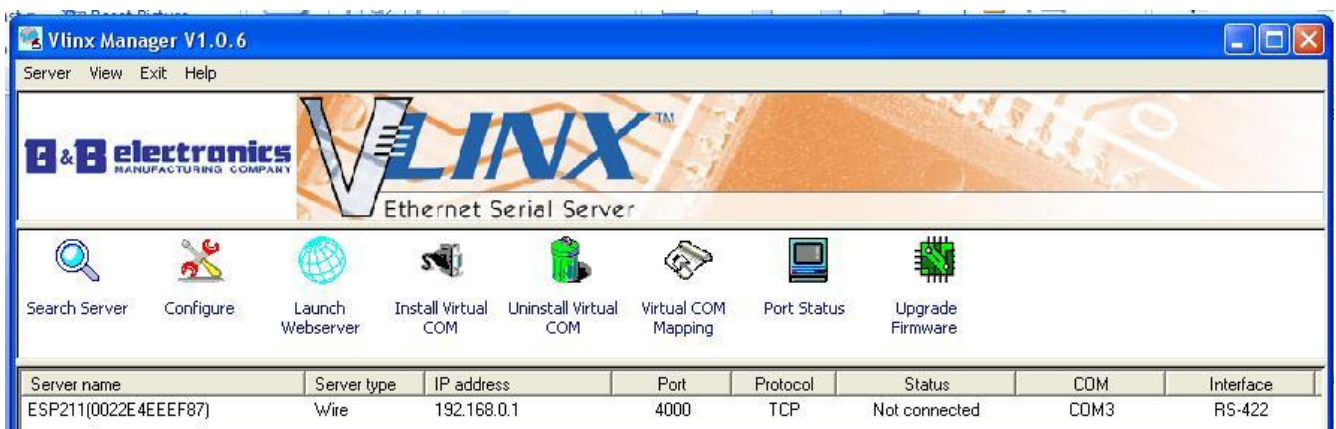 Vlinx Manager V1.0.6
Server View Exit Help
B&B electronics
MANUFACTURING COMPANY
VLINX™
Ethernet Serial Server
Search Server Configure Launch Webserver Install Virtual COM Uninstall Virtual COM Virtual COM Mapping Port Status Upgrade Firmware
Server name Server type IP address Port Protocol Status COM Interface
ESP211(0022E4EEEF87) Wire 192.168.0.1 4000 TCP Not connected COM3 RS-422